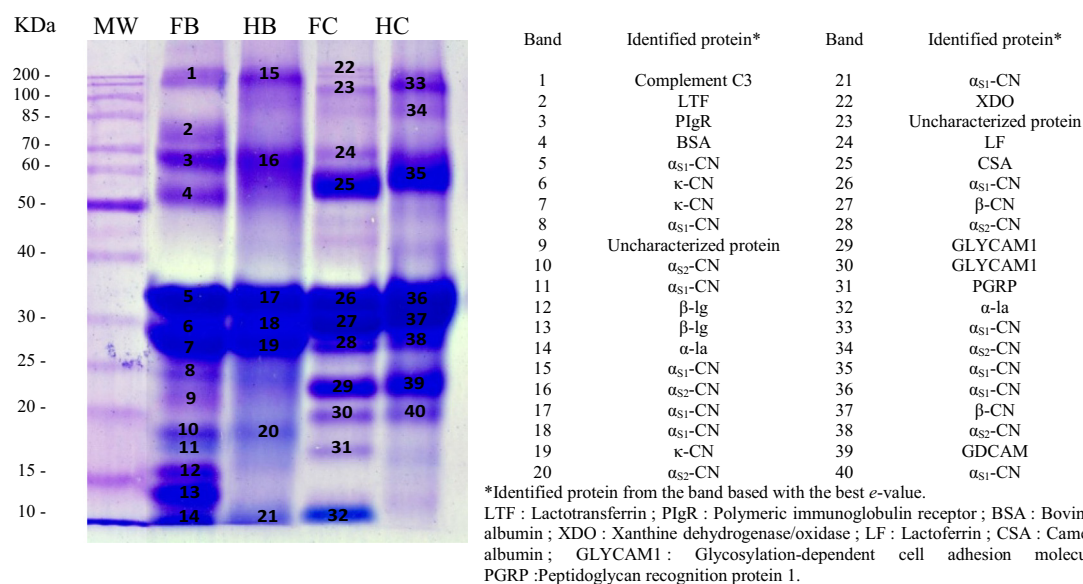 KDa MW FB HB FC HC
200 -
100 -
85 -
70 -
60 -
50 -
40 -
30 -
25 -
20 -
15 -
10 -
1 2 3 4 5 6 7 8 9 10 11 12 13 14
15 16 17 18 19 20 21
22 23 24 25 26 27 28 29 30 31 32
33 34 35 36 37 38 39 40
Band Identified protein* Band Identified protein*
1 Complement C3 21 αS1-CN
2 LTF 22 XDO
3 PIgR 23 Uncharacterized protein
4 BSA 24 LF
5 αS1-CN 25 CSA
6 κ-CN 26 αS1-CN
7 κ-CN 27 β-CN
8 αS1-CN 28 αS2-CN
9 Uncharacterized protein 29 GLYCAM1
10 αS2-CN 30 GLYCAM1
11 αS1-CN 31 PGRP
12 β-lg 32 α-la
13 β-lg 33 αS1-CN
14 α-la 34 αS2-CN
15 αS1-CN 35 αS1-CN
16 αS2-CN 36 αS1-CN
17 αS1-CN 37 β-CN
18 αS1-CN 38 αS2-CN
19 κ-CN 39 GDCAM
20 αS2-CN 40 αS1-CN
*Identified protein from the band based with the best e-value.
LTF : Lactotransferrin ; PIgR : Polymeric immunoglobulin receptor ; BSA : Bovin
albumin ; XDO : Xanthine dehydrogenase/oxidase ; LF : Lactoferrin ; CSA : Came
albumin ; GLYCAM1 : Glycosylation-dependent cell adhesion molecu
PGRP :Peptidoglycan recognition protein 1.